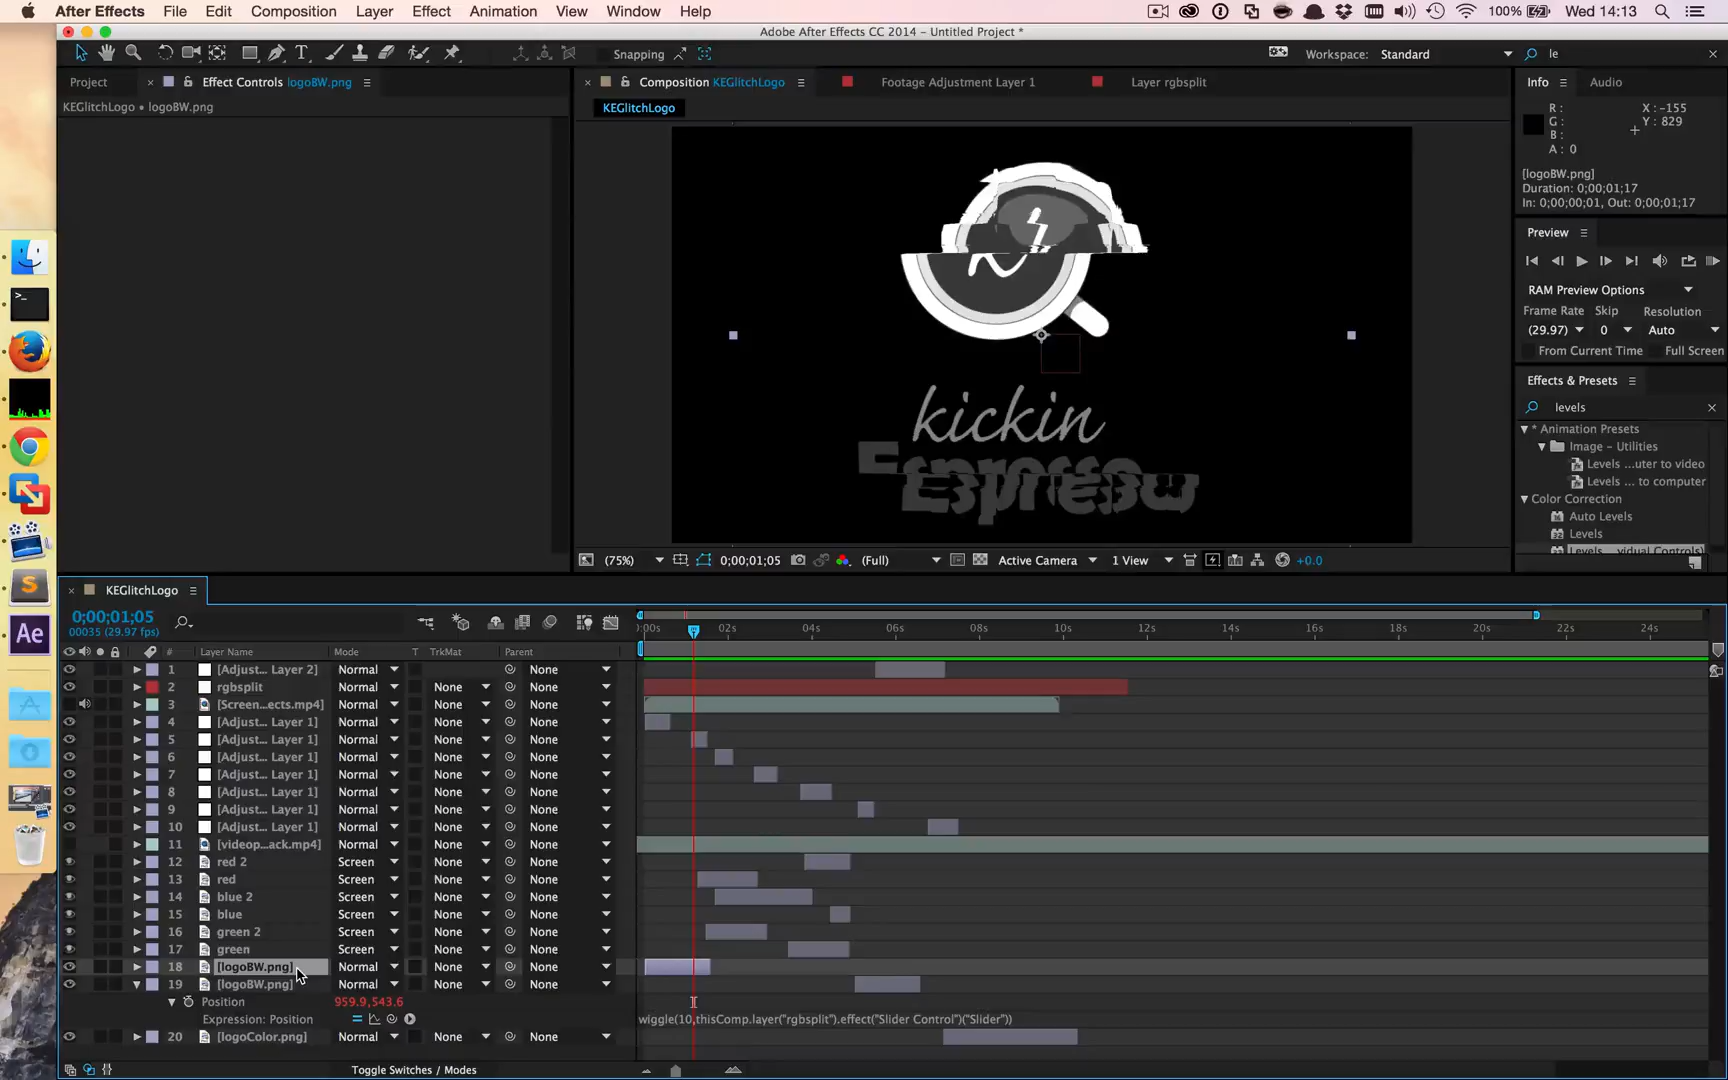 After Effects File Edit Composition Layer Effect Animation View Window Help 100% Wed 14:13
Adobe After Effects CC 2014 - Untitled Project *
Snapping Workspace: Standard le
Project × Effect Controls logoBW.png
× Composition KEGlitchLogo Footage Adjustment Layer 1 Layer rgbsplit
Info Audio
KEGlitchLogo • logoBW.png
KEGlitchLogo
R : X : -155
G : Y : 829
B :
A : 0
[logoBW.png]
Duration: 0;00;01;17
In: 0;00;00;01, Out: 0;00;01;17
Preview
RAM Preview Options
Frame Rate Skip Resolution
(29.97) 0 Auto
From Current Time Full Screen
Effects & Presets
levels
* Animation Presets
Image – Utilities
Levels ...uter to video
Levels ... to computer
Color Correction
Auto Levels
Levels
Levels ...vidual Controls)
kickin
Espresso
(75%) 0;00;01;05 (Full) Active Camera 1 View +0.0
× KEGlitchLogo
0;00;01;05
00035 (29.97 fps)
:00s 02s 04s 06s 08s 10s 12s 14s 16s 18s 20s 22s 24s
# Layer Name Mode T TrkMat Parent
1 [Adjust... Layer 2] Normal None
2 rgbsplit Normal None None
3 [Screen...ects.mp4] Normal None None
4 [Adjust... Layer 1] Normal None None
5 [Adjust... Layer 1] Normal None None
6 [Adjust... Layer 1] Normal None None
7 [Adjust... Layer 1] Normal None None
8 [Adjust... Layer 1] Normal None None
9 [Adjust... Layer 1] Normal None None
10 [Adjust... Layer 1] Normal None None
11 [videop...ack.mp4] Normal None None
12 red 2 Screen None None
13 red Screen None None
14 blue 2 Screen None None
15 blue Screen None None
16 green 2 Screen None None
17 green Screen None None
18 [logoBW.png] Normal None None
19 [logoBW.png] Normal None None
Position 959.9,543.6
Expression: Position wiggle(10,thisComp.layer("rgbsplit").effect("Slider Control")("Slider"))
20 [logoColor.png] Normal None None
Toggle Switches / Modes